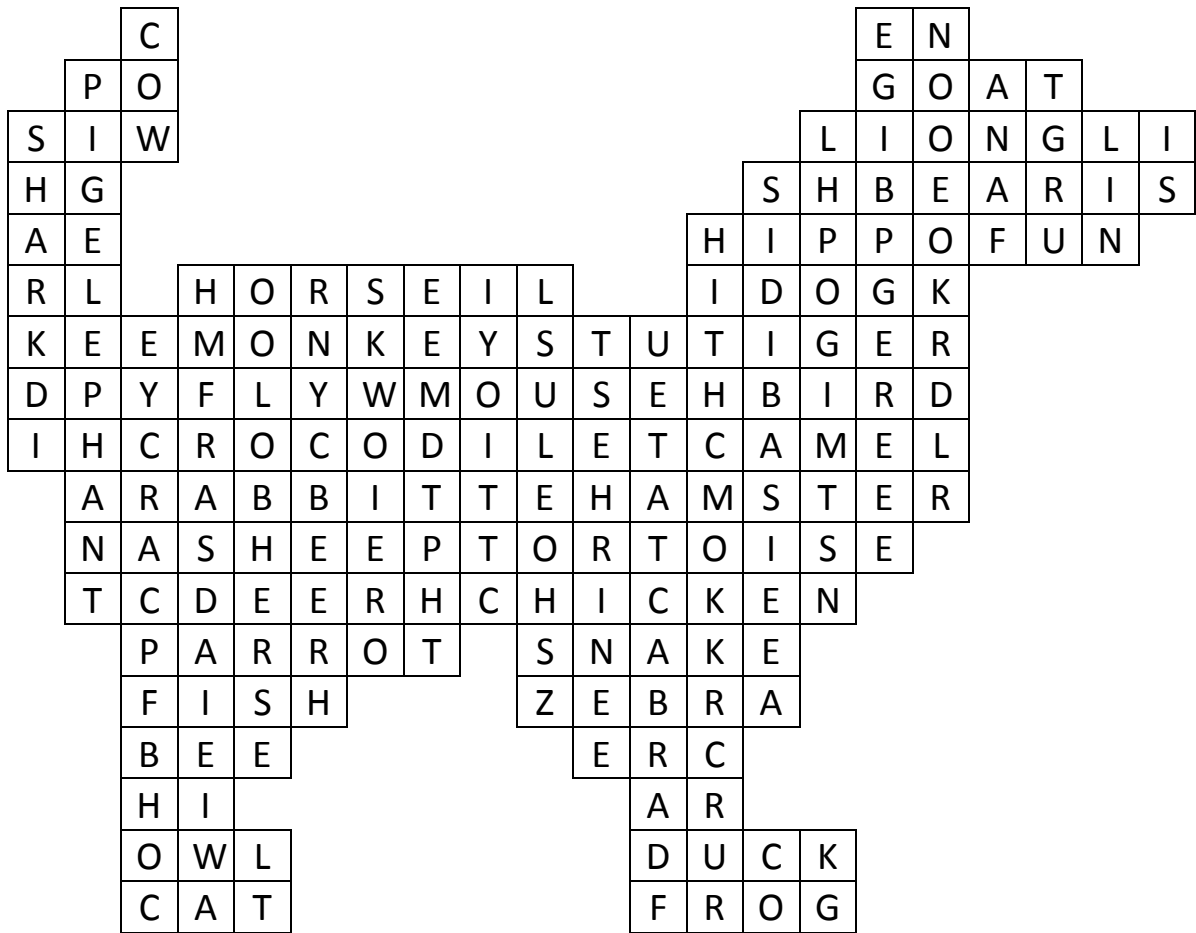 C E N
P O G O A T
S I W L I O N G L I
H G S H B E A R I S
A E H I P P O F U N
R L H O R S E I L I D O G K
K E E M O N K E Y S T U T I G E R
D P Y F L Y W M O U S E H B I R D
I H C R O C O D I L E T C A M E L
A R A B B I T T E H A M S T E R
N A S H E E P T O R T O I S E
T C D E E R H C H I C K E N
P A R R O T S N A K E
F I S H Z E B R A
B E E E R C
H I A R
O W L D U C K
C A T F R O G